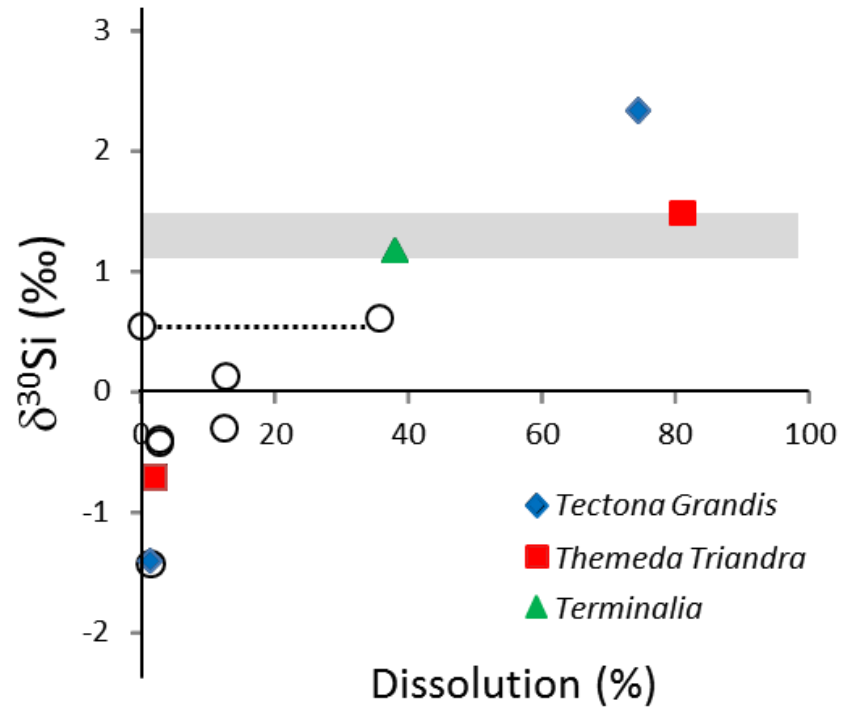 3
2
1
0
-1
-2
δ30Si (‰)
0 20 40 60 80 100
Tectona Grandis
Themeda Triandra
Terminalia
Dissolution (%)